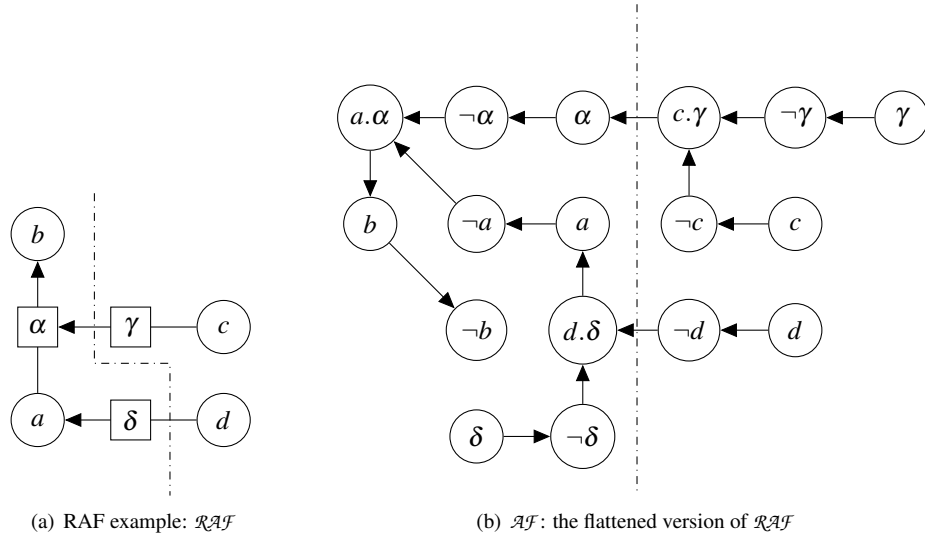 b
α
γ
c
a
δ
d
(a) RAF example: RAF
a.α
¬α
α
c.γ
¬γ
γ
b
¬a
a
¬c
c
¬b
d.δ
¬d
d
δ
¬δ
(b) AF: the flattened version of RAF